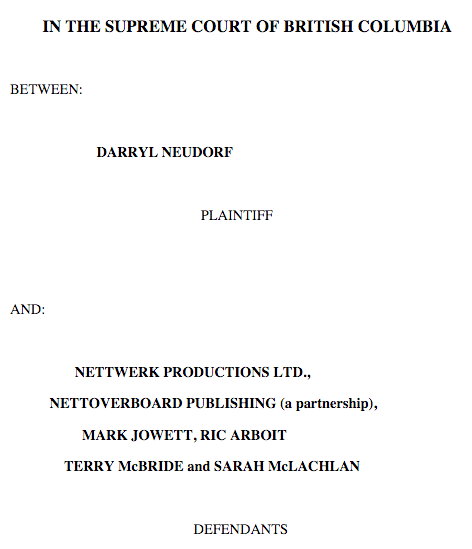 IN THE SUPREME COURT OF BRITISH COLUMBIA
BETWEEN:
DARRYL NEUDORF
PLAINTIFF
AND:
NETTWERK PRODUCTIONS LTD.,
NETTOVERBOARD PUBLISHING (a partnership),
MARK JOWETT, RIC ARBOIT
TERRY McBRIDE and SARAH McLACHLAN
DEFENDANTS